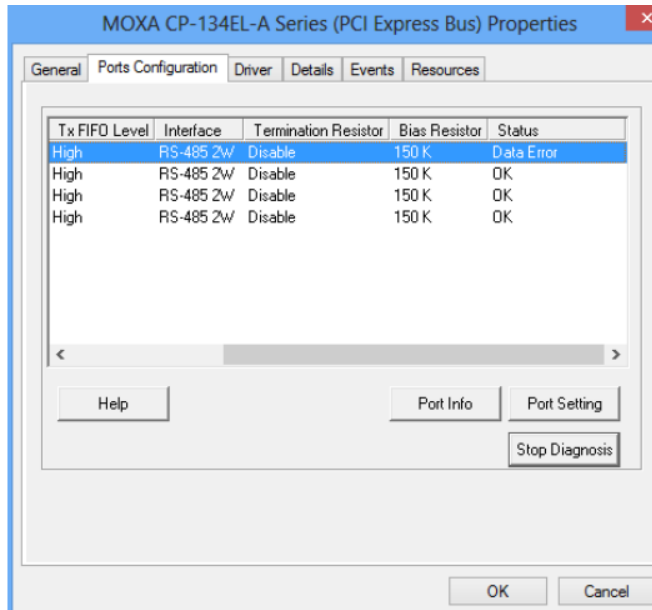 MOXA CP-134EL-A Series (PCI Express Bus) Properties
General Ports Configuration Driver Details Events Resources
Tx FIFO Level Interface Termination Resistor Bias Resistor Status
High RS-485 2W Disable 150 K Data Error
High RS-485 2W Disable 150 K OK
High RS-485 2W Disable 150 K OK
High RS-485 2W Disable 150 K OK
Help Port Info Port Setting
Stop Diagnosis
OK Cancel